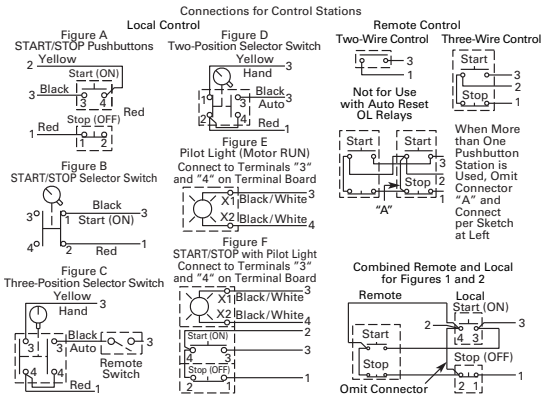 Connections for Control Stations
Local Control
Figure A
START/STOP Pushbuttons
2 Yellow
Start (ON)
3 Black
3 4
Red
Stop (OFF)
1 Red
1 2
Figure B
START/STOP Selector Switch
Black
3 1 3
Start (ON)
Red
4 2 1
Figure C
Three-Position Selector Switch
Yellow
3
Hand
Black
3 3 3
Auto
Remote
Switch
4 4
Red
1
Figure D
Two-Position Selector Switch
Yellow
3
Hand
Black
1 3 3
Auto
2 4 Red
1
Figure E
Pilot Light (Motor RUN)
Connect to Terminals "3"
and "4" on Terminal Board
3
X1 Black/White
X2 Black/White
4
Figure F
START/STOP with Pilot Light
Connect to Terminals "3"
and "4" on Terminal Board
3
X1 Black/White
X2 Black/White
4
2
Start (ON)
3
4 3
Stop (OFF)
1
2 1
Remote Control
Two-Wire Control
3
1
Not for Use
with Auto Reset
OL Relays
Three-Wire Control
Start
3
2
Stop
1
Start Start
3
Stop 2
1
"A"
When More
than One
Pushbutton
Station is
Used, Omit
Connector
"A" and
Connect
per Sketch
at Left
Combined Remote and Local
for Figures 1 and 2
Remote Local
Start (ON)
2 3
4 3
Start
Stop (OFF)
Stop
1
2 1
Omit Connector